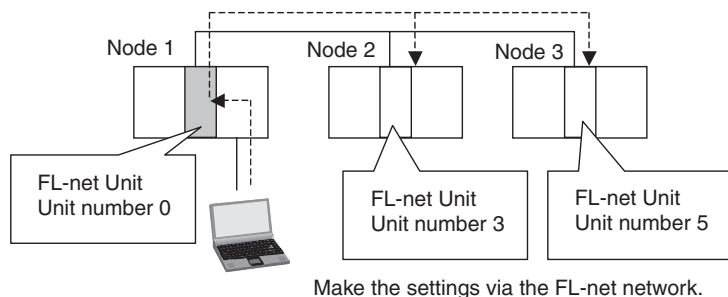 Node 1
Node 2
Node 3
FL-net Unit
Unit number 0
FL-net Unit
Unit number 3
FL-net Unit
Unit number 5
Make the settings via the FL-net network.